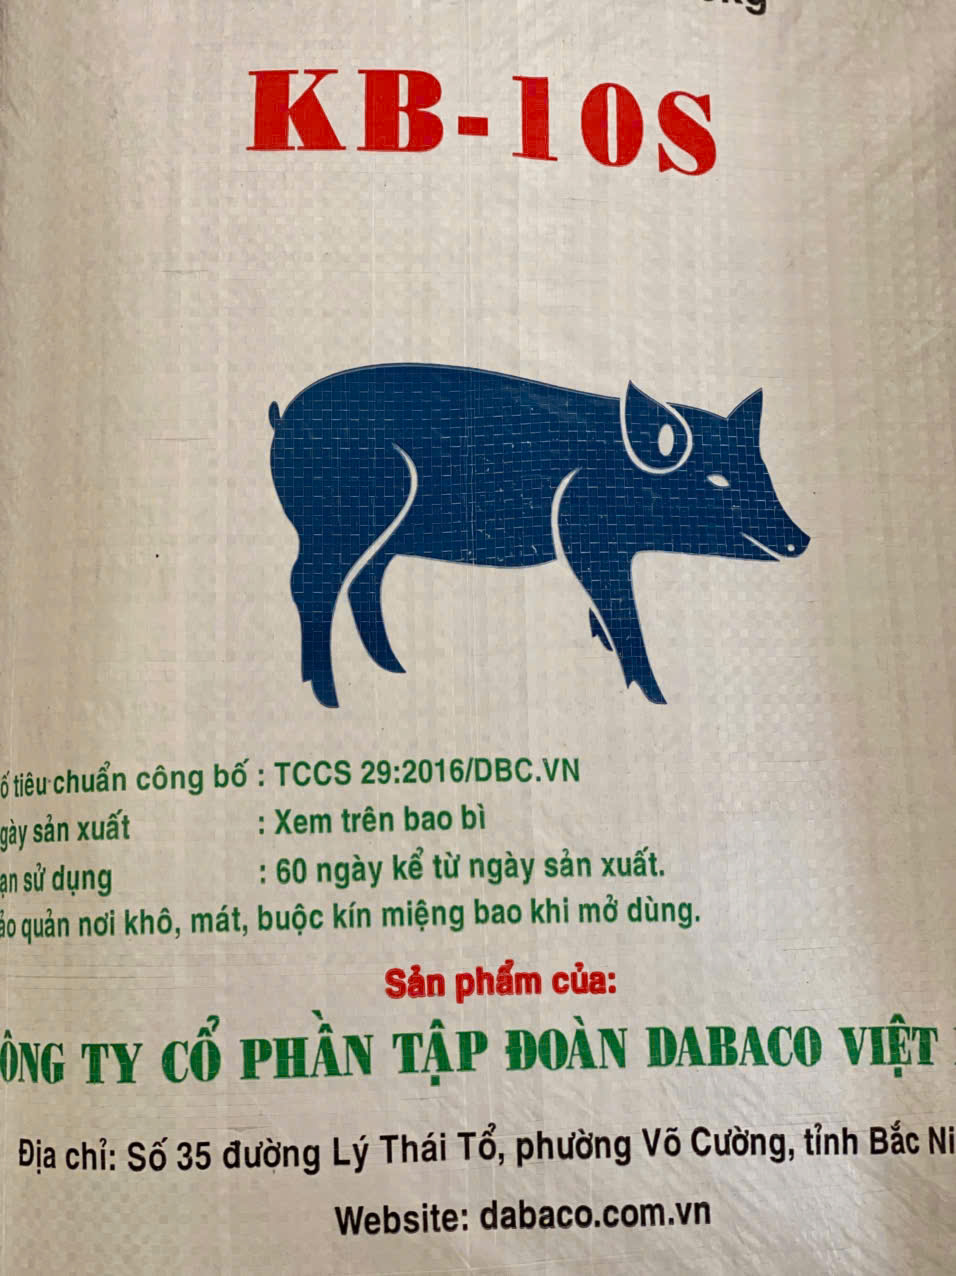 KB-10S
ố tiêu chuẩn công bố : TCCS 29:2016/DBC.VN
gày sản xuất : Xem trên bao bì
ạn sử dụng : 60 ngày kể từ ngày sản xuất.
ảo quản nơi khô, mát, buộc kín miệng bao khi mở dùng.
Sản phẩm của:
ÔNG TY CỔ PHẦN TẬP ĐOÀN DABACO VIỆT
Địa chỉ: Số 35 đường Lý Thái Tổ, phường Võ Cường, tỉnh Bắc Ni
Website: dabaco.com.vn